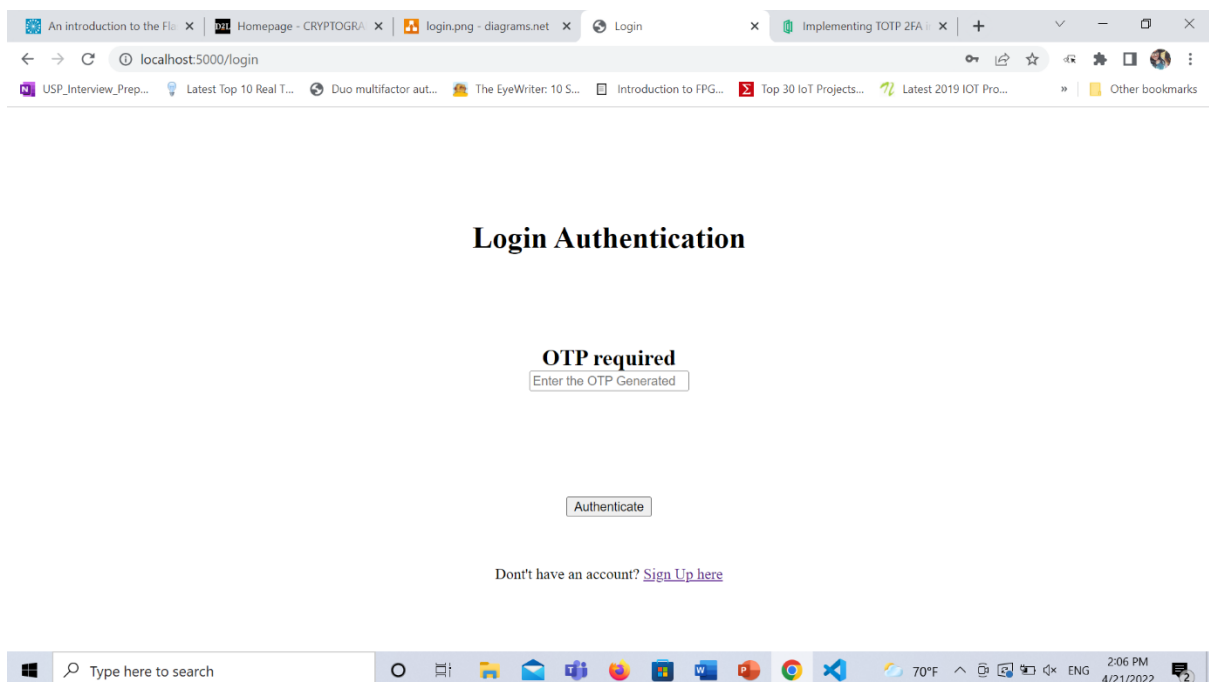 An introduction to the Fla
D2L Homepage - CRYPTOGRA
login.png - diagrams.net
Login
Implementing TOTP 2FA i
localhost:5000/login
N USP_Interview_Prep...
Latest Top 10 Real T...
Duo multifactor aut...
The EyeWriter: 10 S...
Introduction to FPG...
Σ Top 30 IoT Projects...
Latest 2019 IOT Pro...
»
Other bookmarks
Login Authentication
OTP required
Enter the OTP Generated
Authenticate
Dont't have an account? Sign Up here
Type here to search
70°F
ENG
2:06 PM
4/21/2022
2